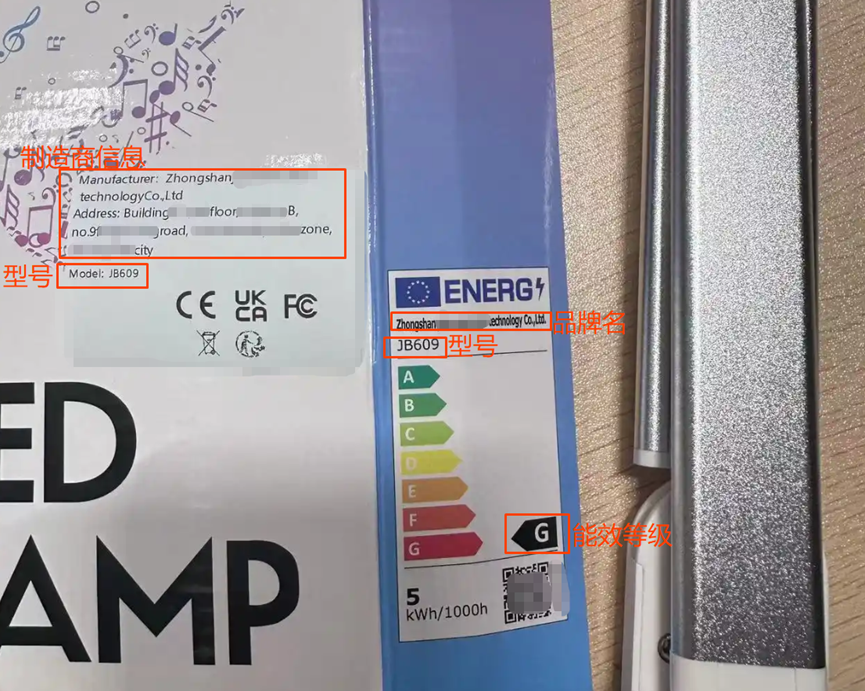 制造商信息
Manufacturer: Zhongshan
technologyCo.,Ltd
Address: Building floor, B,
no.9 road, zone,
city
型号
Model: JB609
CE UK CA FC
ENERG
Zhongshan technology Co.,Ltd.
品牌名
JB609
型号
A
B
C
D
E
F
G
G
能效等级
5
kWh/1000h
ED
AMP